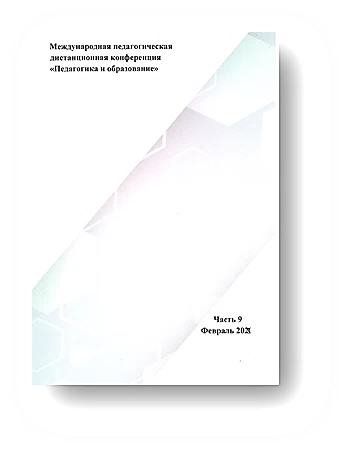 Международная педагогическая
дистанционная конференция
«Педагогика и образование»
Часть 9
Февраль